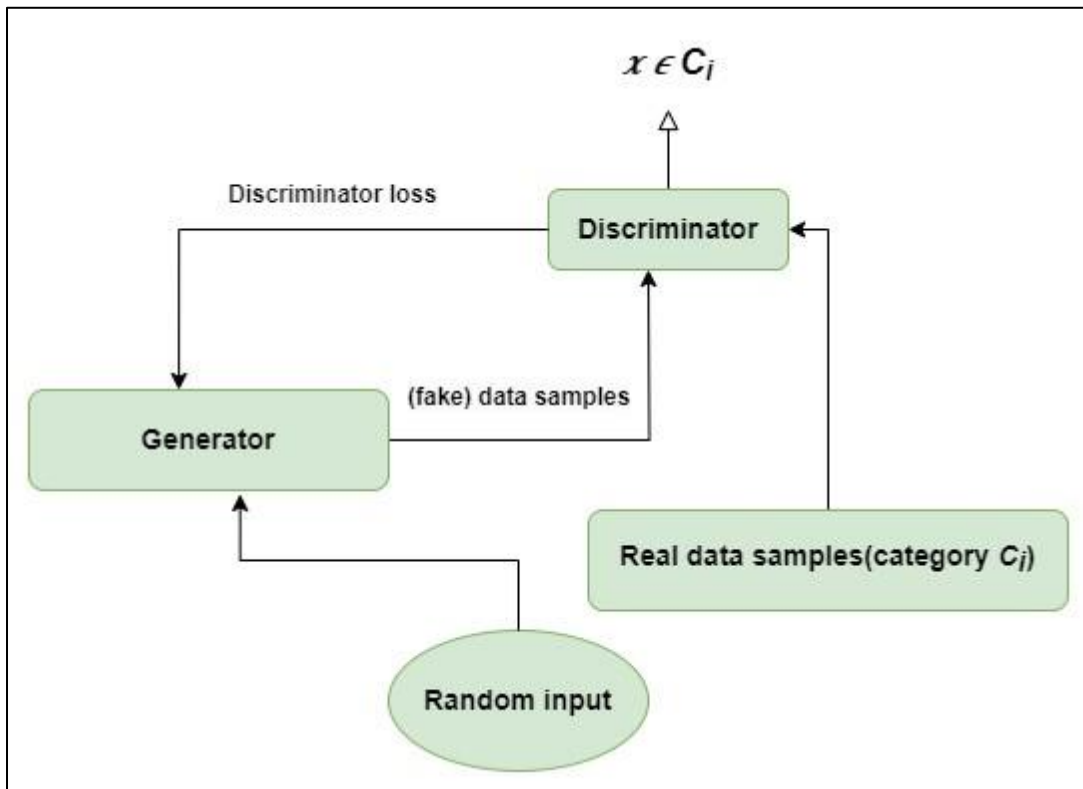 x ϵ Cᵢ
Discriminator loss
Discriminator
(fake) data samples
Generator
Real data samples(category Cᵢ)
Random input